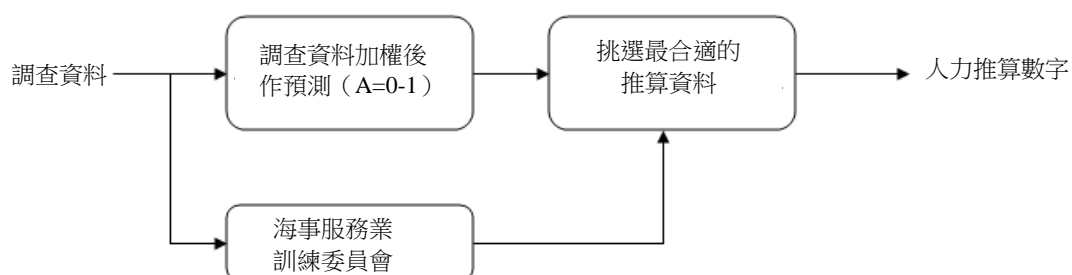 調查資料
調查資料加權後
作預測（A=0-1）
挑選最合適的
推算資料
人力推算數字
海事服務業
訓練委員會